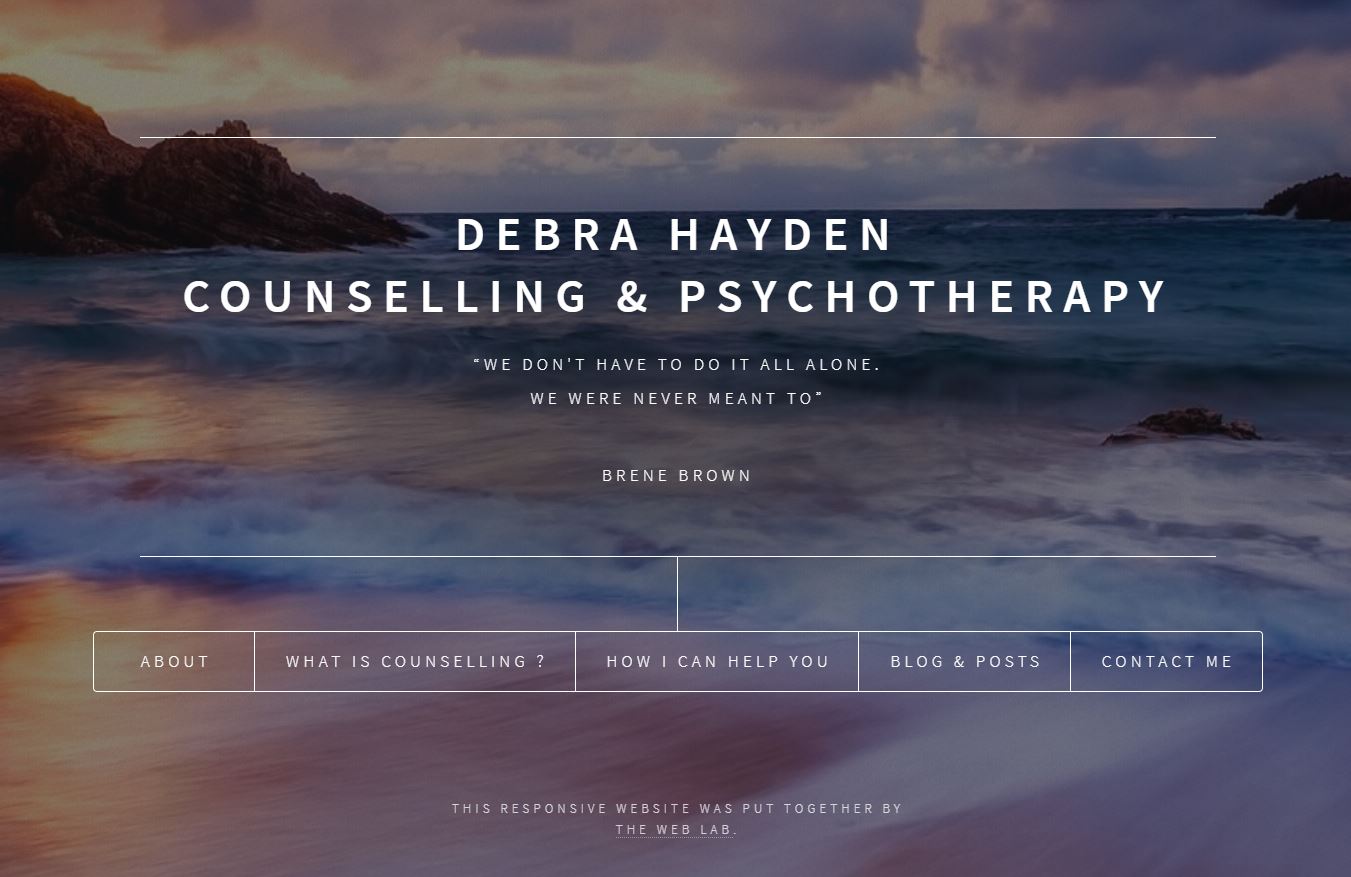 DEBRA HAYDEN
COUNSELLING & PSYCHOTHERAPY
“WE DON'T HAVE TO DO IT ALL ALONE.
WE WERE NEVER MEANT TO”
BRENE BROWN
ABOUT WHAT IS COUNSELLING ? HOW I CAN HELP YOU BLOG & POSTS CONTACT ME
THIS RESPONSIVE WEBSITE WAS PUT TOGETHER BY
THE WEB LAB.